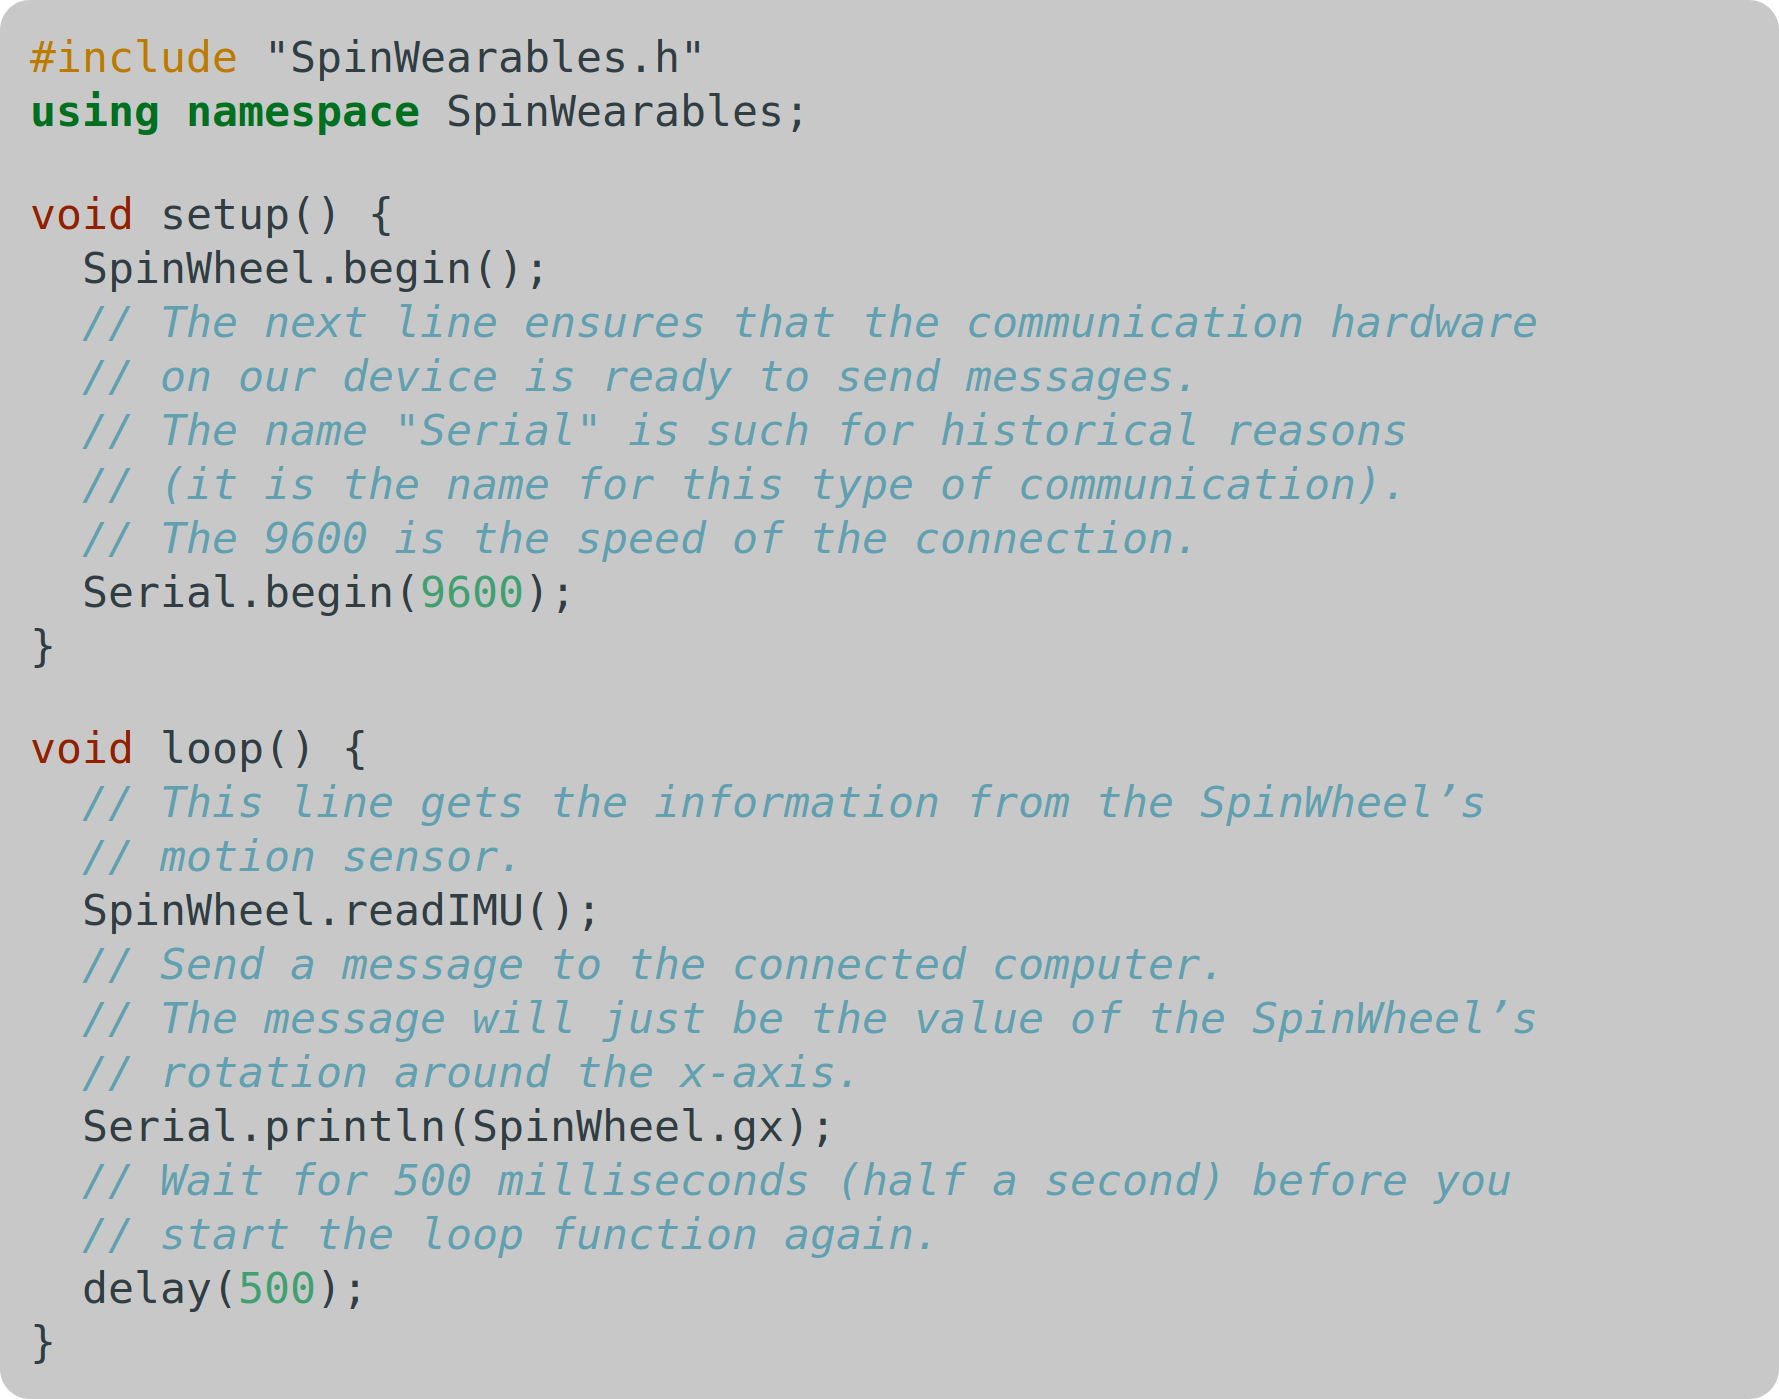 #include "SpinWearables.h"
using namespace SpinWearables;

void setup() {
  SpinWheel.begin();
  // The next line ensures that the communication hardware
  // on our device is ready to send messages.
  // The name "Serial" is such for historical reasons
  // (it is the name for this type of communication).
  // The 9600 is the speed of the connection.
  Serial.begin(9600);
}

void loop() {
  // This line gets the information from the SpinWheel’s
  // motion sensor.
  SpinWheel.readIMU();
  // Send a message to the connected computer.
  // The message will just be the value of the SpinWheel’s
  // rotation around the x-axis.
  Serial.println(SpinWheel.gx);
  // Wait for 500 milliseconds (half a second) before you
  // start the loop function again.
  delay(500);
}